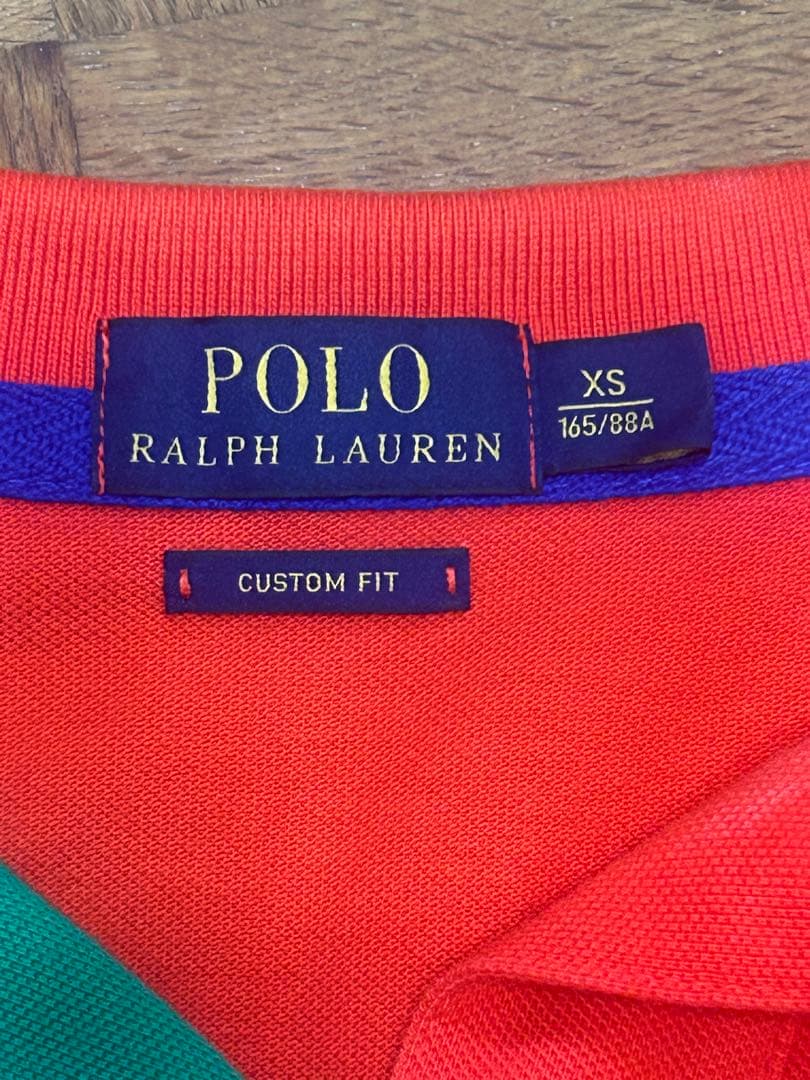 POLO
RALPH LAUREN
XS
165/88A
CUSTOM FIT